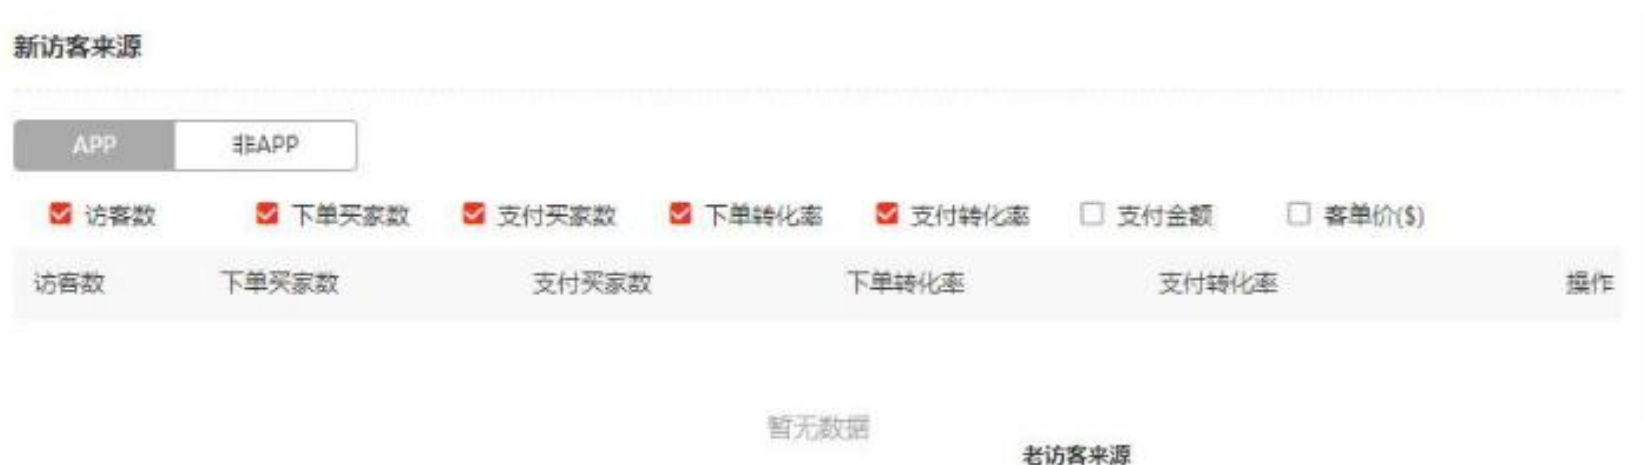 新访客来源
APP 非APP
访客数 下单买家数 支付买家数 下单转化率 支付转化率 支付金额 客单价($)
访客数 下单买家数 支付买家数 下单转化率 支付转化率 操作
暂无数据
老访客来源